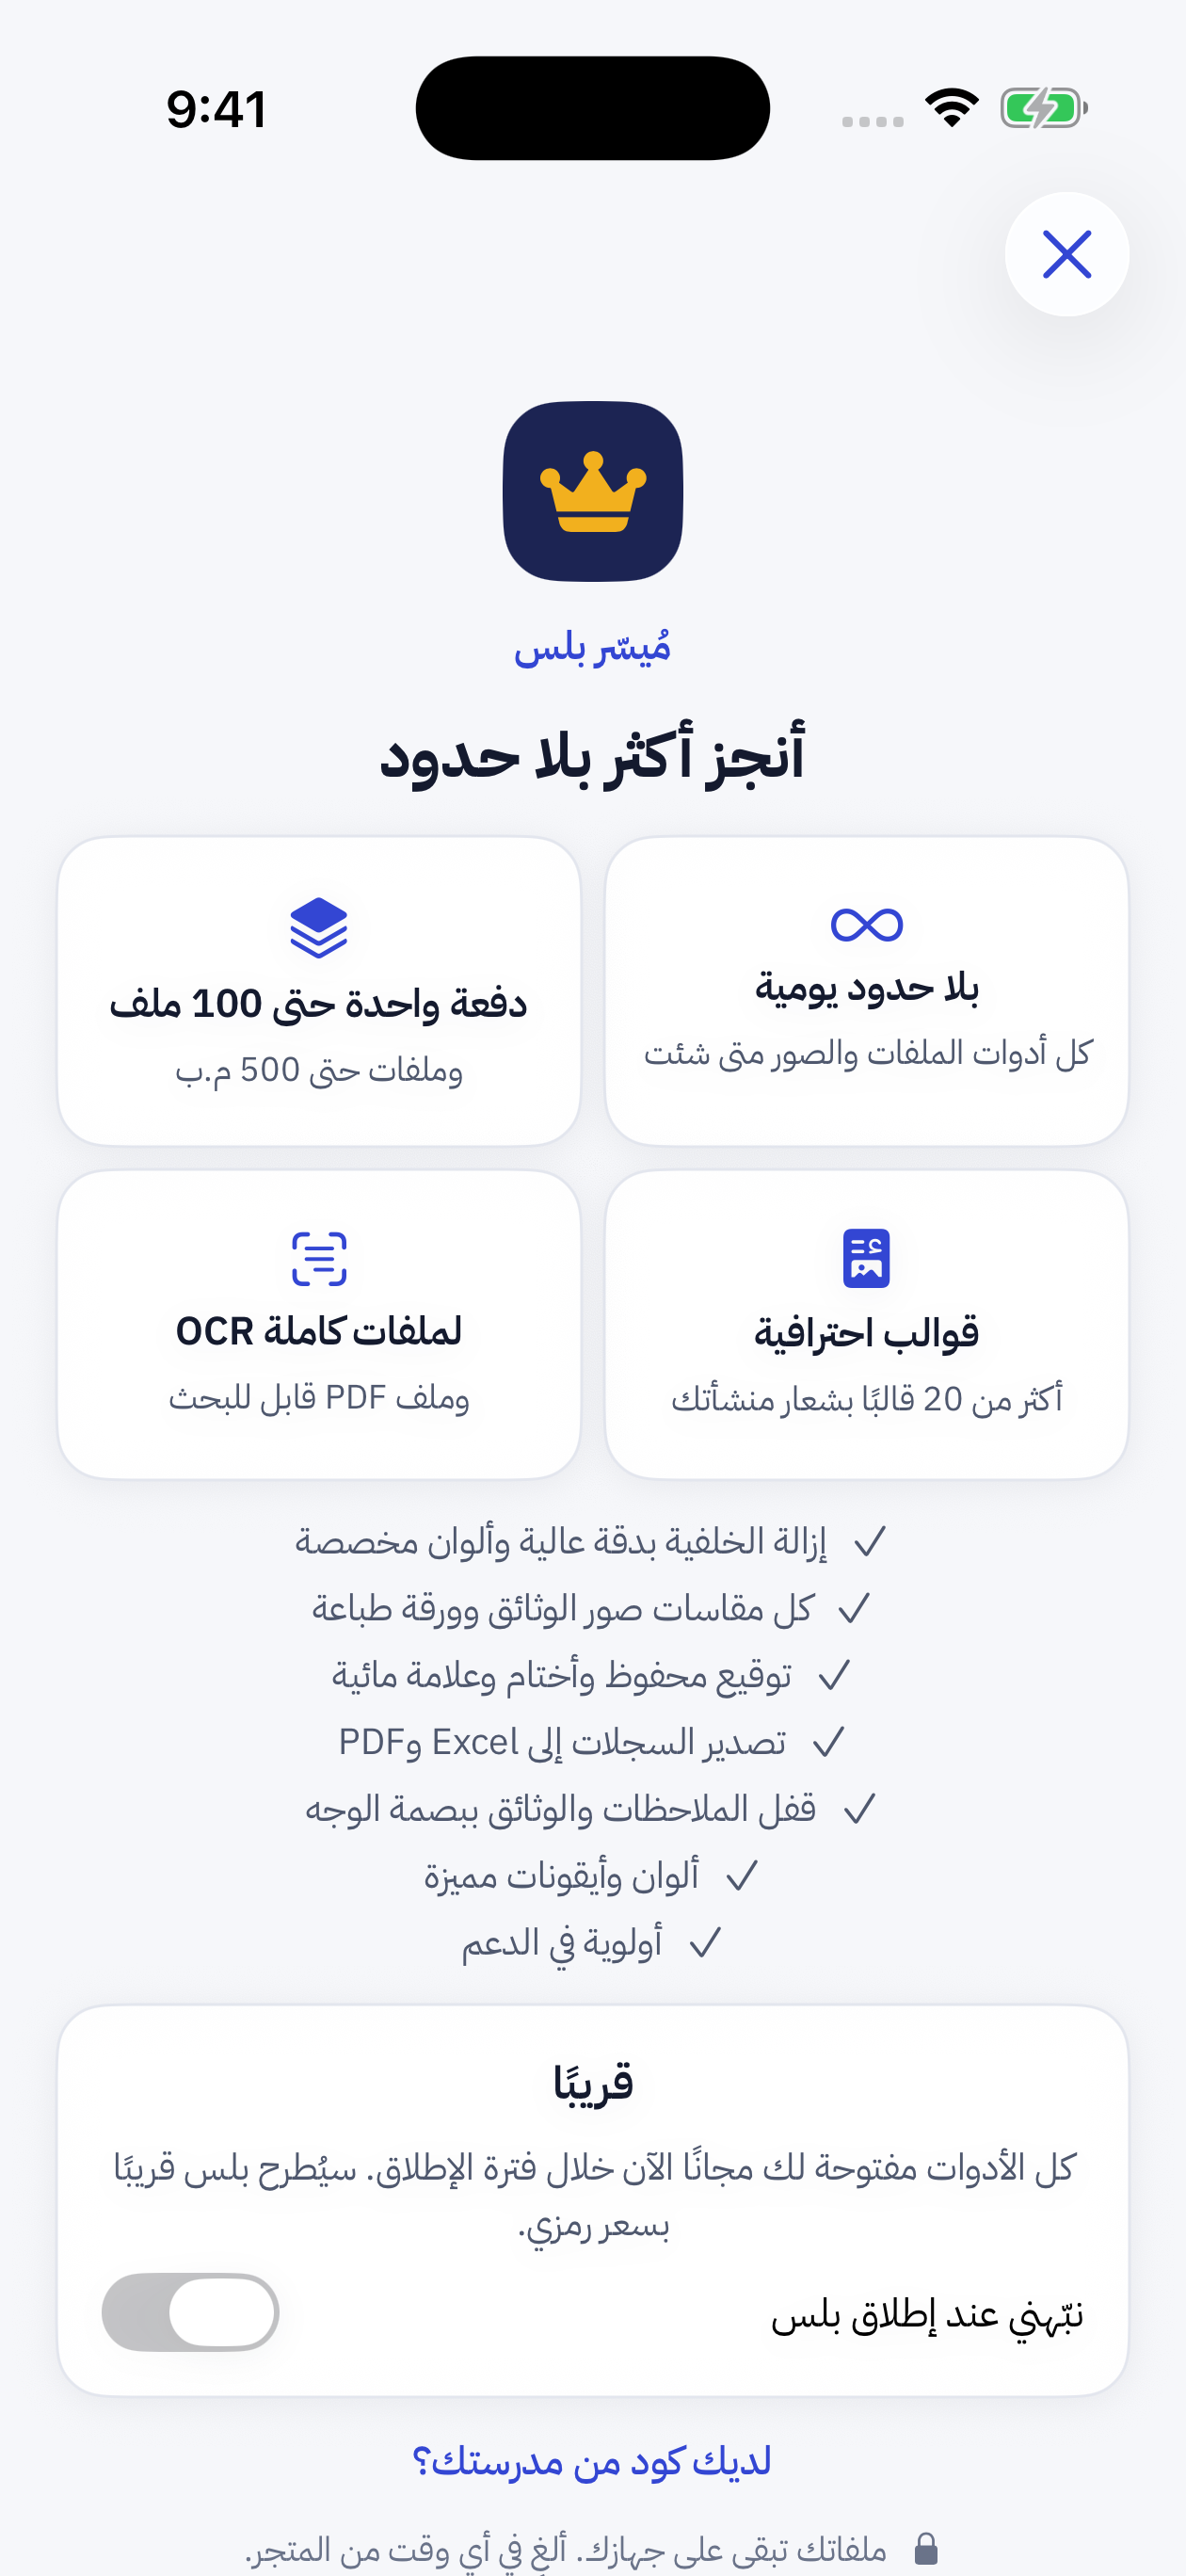 9:41
مُيسّر بلس
أنجز أكثر بلا حدود
بلا حدود يومية
كل أدوات الملفات والصور متى شئت
دفعة واحدة حتى 100 ملف
وملفات حتى 500 م.ب
قوالب احترافية
أكثر من 20 قالبًا بشعار منشأتك
لملفات كاملة OCR
وملف PDF قابل للبحث
إزالة الخلفية بدقة عالية وألوان مخصصة
كل مقاسات صور الوثائق وورقة طباعة
توقيع محفوظ وأختام وعلامة مائية
تصدير السجلات إلى Excel وPDF
قفل الملاحظات والوثائق ببصمة الوجه
ألوان وأيقونات مميزة
أولوية في الدعم
قريبًا
كل الأدوات مفتوحة لك مجانًا الآن خلال فترة الإطلاق. سيُطرح بلس قريبًا
بسعر رمزي.
نبّهني عند إطلاق بلس
لديك كود من مدرستك؟
ملفاتك تبقى على جهازك. ألغِ في أي وقت من المتجر.